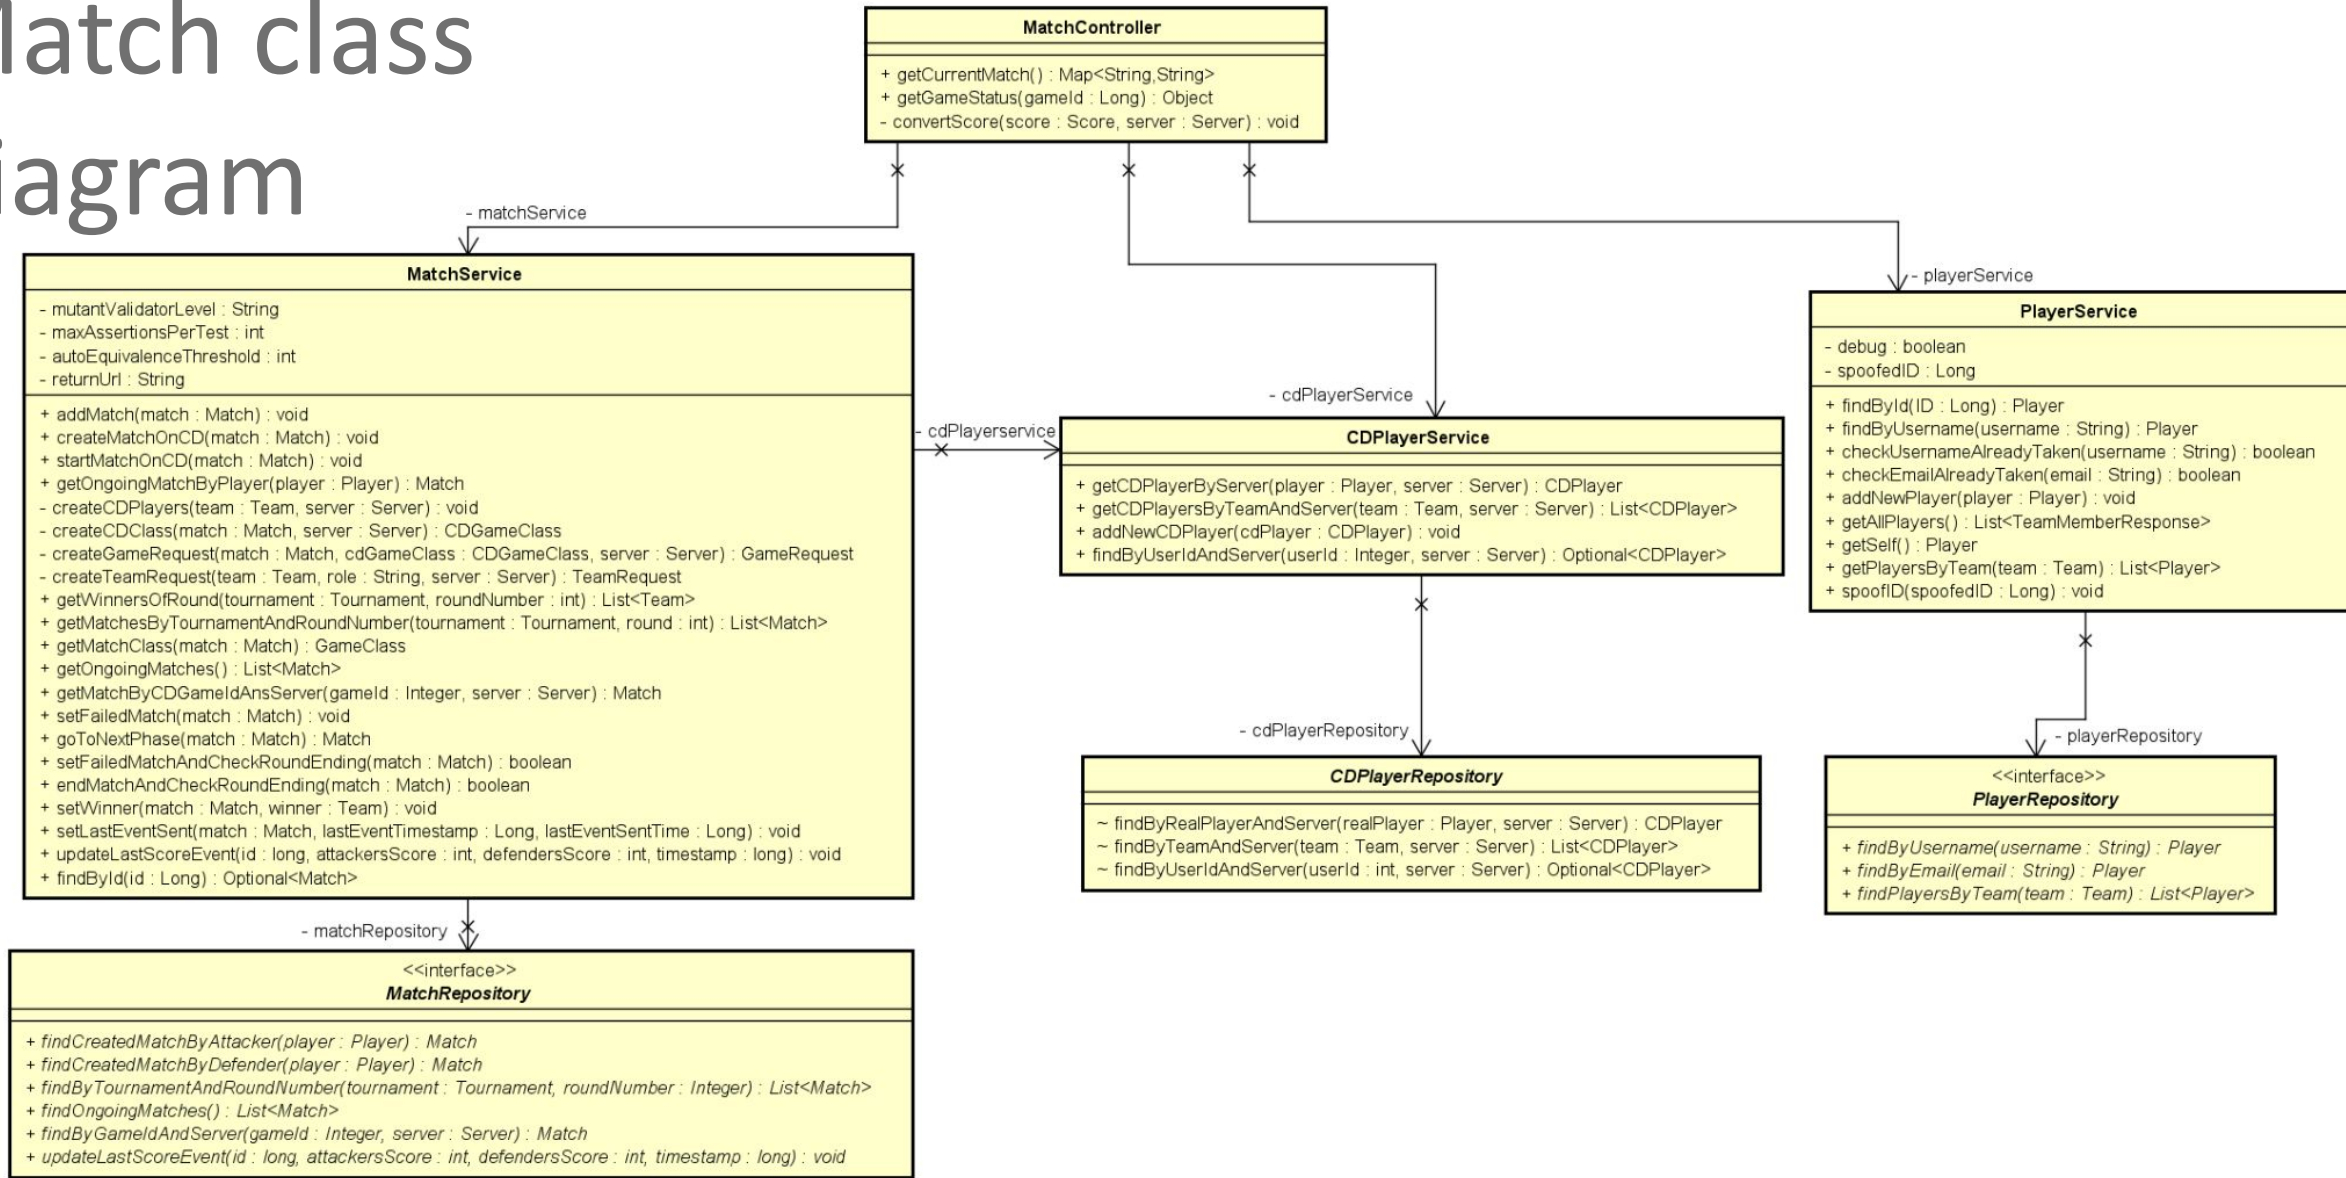 Match class
diagram
MatchController
+ getCurrentMatch() : Map<String,String>
+ getGameStatus(gameId : Long) : Object
- convertScore(score : Score, server : Server) : void
- matchService
- playerService
MatchService
- mutantValidatorLevel : String
- maxAssertionsPerTest : int
- autoEquivalenceThreshold : int
- returnUrl : String
+ addMatch(match : Match) : void
+ createMatchOnCD(match : Match) : void
+ startMatchOnCD(match : Match) : void
+ getOngoingMatchByPlayer(player : Player) : Match
- createCDPlayers(team : Team, server : Server) : void
- createCDClass(match : Match, server : Server) : CDGameClass
- createGameRequest(match : Match, cdGameClass : CDGameClass, server : Server) : GameRequest
- createTeamRequest(team : Team, role : String, server : Server) : TeamRequest
+ getWinnersOfRound(tournament : Tournament, roundNumber : int) : List<Team>
+ getMatchesByTournamentAndRoundNumber(tournament : Tournament, round : int) : List<Match>
+ getMatchClass(match : Match) : GameClass
+ getOngoingMatches() : List<Match>
+ getMatchByCDGameIdAnsServer(gameId : Integer, server : Server) : Match
+ setFailedMatch(match : Match) : void
+ goToNextPhase(match : Match) : Match
+ setFailedMatchAndCheckRoundEnding(match : Match) : boolean
+ endMatchAndCheckRoundEnding(match : Match) : boolean
+ setWinner(match : Match, winner : Team) : void
+ setLastEventSent(match : Match, lastEventTimestamp : Long, lastEventSentTime : Long) : void
+ updateLastScoreEvent(id : long, attackersScore : int, defendersScore : int, timestamp : long) : void
+ findById(id : Long) : Optional<Match>
- cdPlayerService
- cdPlayerservice
CDPlayerService
+ getCDPlayerByServer(player : Player, server : Server) : CDPlayer
+ getCDPlayersByTeamAndServer(team : Team, server : Server) : List<CDPlayer>
+ addNewCDPlayer(cdPlayer : CDPlayer) : void
+ findByUserIdAndServer(userId : Integer, server : Server) : Optional<CDPlayer>
PlayerService
- debug : boolean
- spoofedID : Long
+ findById(ID : Long) : Player
+ findByUsername(username : String) : Player
+ checkUsernameAlreadyTaken(username : String) : boolean
+ checkEmailAlreadyTaken(email : String) : boolean
+ addNewPlayer(player : Player) : void
+ getAllPlayers() : List<TeamMemberResponse>
+ getSelf() : Player
+ getPlayersByTeam(team : Team) : List<Player>
+ spoofID(spoofedID : Long) : void
- cdPlayerRepository
CDPlayerRepository
~ findByRealPlayerAndServer(realPlayer : Player, server : Server) : CDPlayer
~ findByTeamAndServer(team : Team, server : Server) : List<CDPlayer>
~ findByUserIdAndServer(userId : int, server : Server) : Optional<CDPlayer>
- playerRepository
<<interface>>
PlayerRepository
+ findByUsername(username : String) : Player
+ findByEmail(email : String) : Player
+ findPlayersByTeam(team : Team) : List<Player>
- matchRepository
<<interface>>
MatchRepository
+ findCreatedMatchByAttacker(player : Player) : Match
+ findCreatedMatchByDefender(player : Player) : Match
+ findByTournamentAndRoundNumber(tournament : Tournament, roundNumber : Integer) : List<Match>
+ findOngoingMatches() : List<Match>
+ findByGameIdAndServer(gameId : Integer, server : Server) : Match
+ updateLastScoreEvent(id : long, attackersScore : int, defendersScore : int, timestamp : long) : void